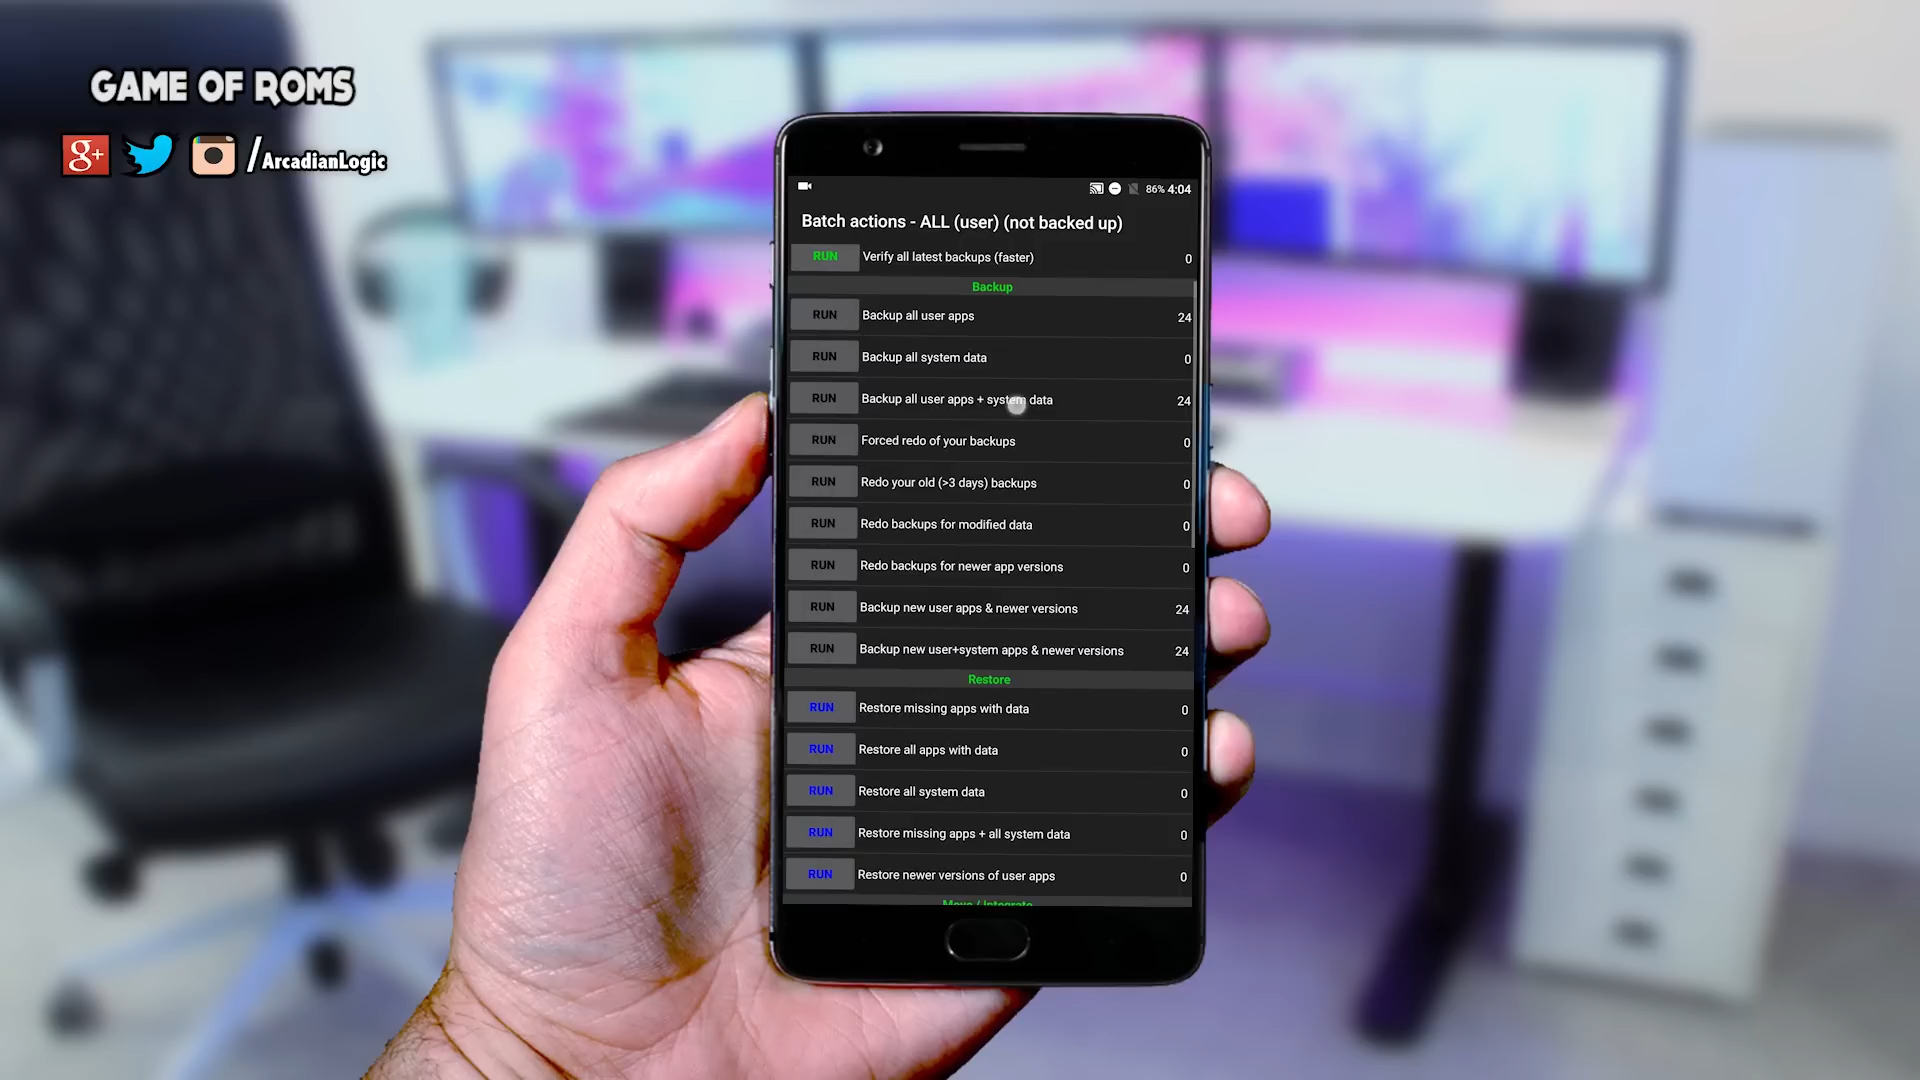 GAME OF ROMS
g+ /ArcadianLogic
86% 4:04
Batch actions - ALL (user) (not backed up)
RUN Verify all latest backups (faster) 0
Backup
RUN Backup all user apps 24
RUN Backup all system data 0
RUN Backup all user apps + system data 24
RUN Forced redo of your backups 0
RUN Redo your old (>3 days) backups 0
RUN Redo backups for modified data 0
RUN Redo backups for newer app versions 0
RUN Backup new user apps & newer versions 24
RUN Backup new user+system apps & newer versions 24
Restore
RUN Restore missing apps with data 0
RUN Restore all apps with data 0
RUN Restore all system data 0
RUN Restore missing apps + all system data 0
RUN Restore newer versions of user apps 0
Move / Integrate